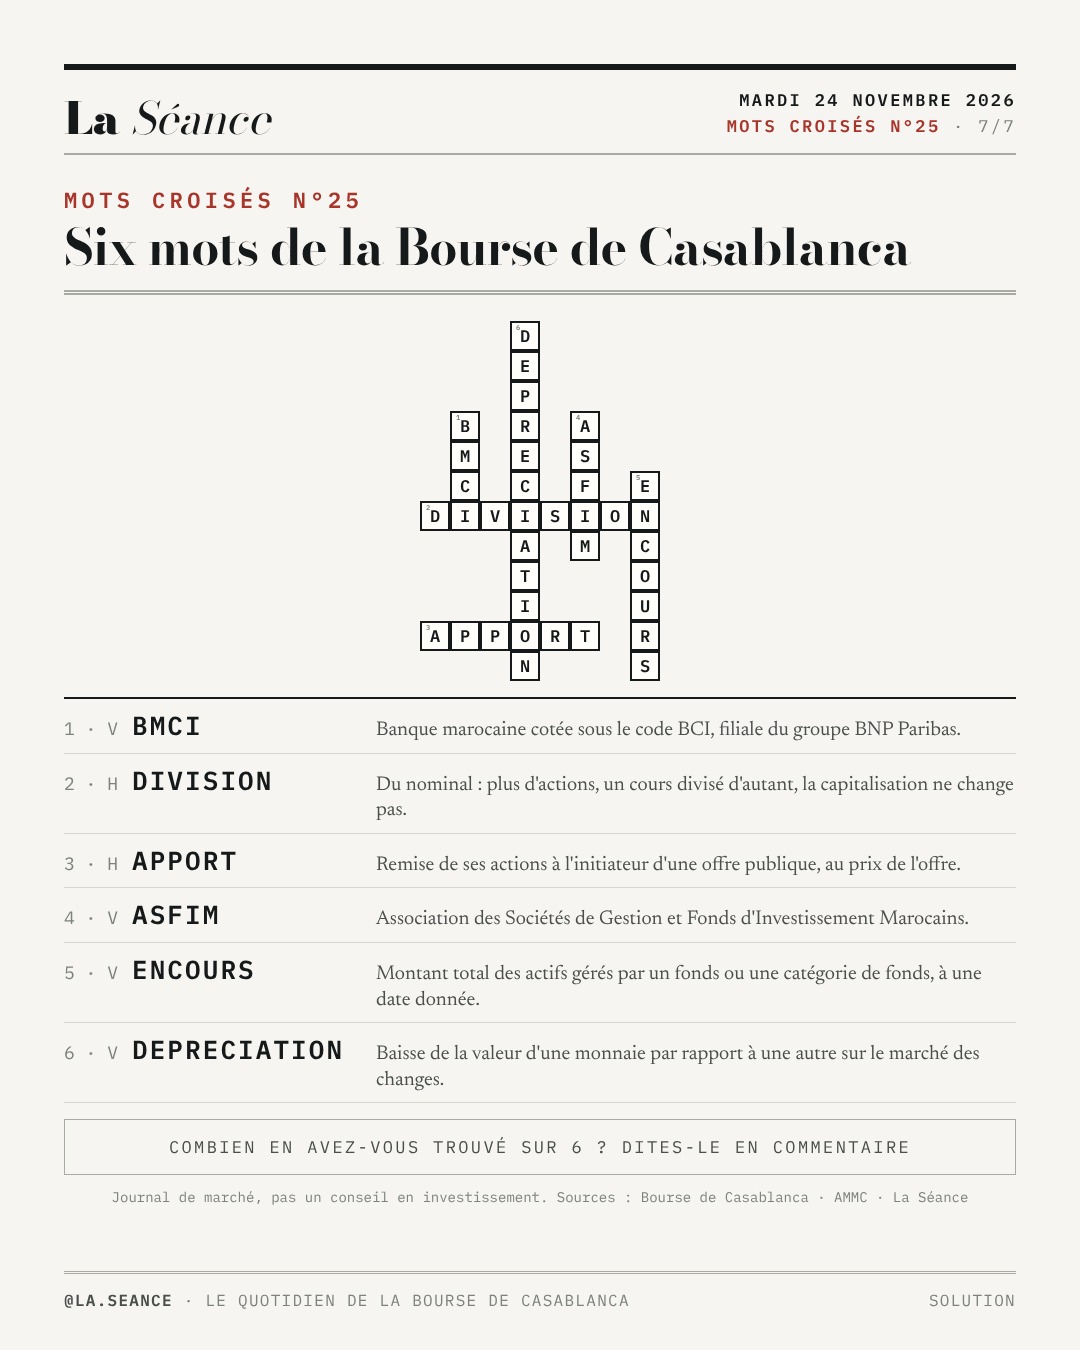 La Séance
MARDI 24 NOVEMBRE 2026
MOTS CROISÉS N°25 · 7/7
MOTS CROISÉS N°25
Six mots de la Bourse de Casablanca
6 D
E
P
1 B R 4 A
M E S
C C F 5 E
2 D I V I S I O N
A M C
T O
I U
3 A P P O R T R
N S
1 · V BMCI Banque marocaine cotée sous le code BCI, filiale du groupe BNP Paribas.
2 · H DIVISION Du nominal : plus d'actions, un cours divisé d'autant, la capitalisation ne change
pas.
3 · H APPORT Remise de ses actions à l'initiateur d'une offre publique, au prix de l'offre.
4 · V ASFIM Association des Sociétés de Gestion et Fonds d'Investissement Marocains.
5 · V ENCOURS Montant total des actifs gérés par un fonds ou une catégorie de fonds, à une
date donnée.
6 · V DEPRECIATION Baisse de la valeur d'une monnaie par rapport à une autre sur le marché des
changes.
COMBIEN EN AVEZ-VOUS TROUVÉ SUR 6 ? DITES-LE EN COMMENTAIRE
Journal de marché, pas un conseil en investissement. Sources : Bourse de Casablanca · AMMC · La Séance
@LA.SEANCE · LE QUOTIDIEN DE LA BOURSE DE CASABLANCA
SOLUTION